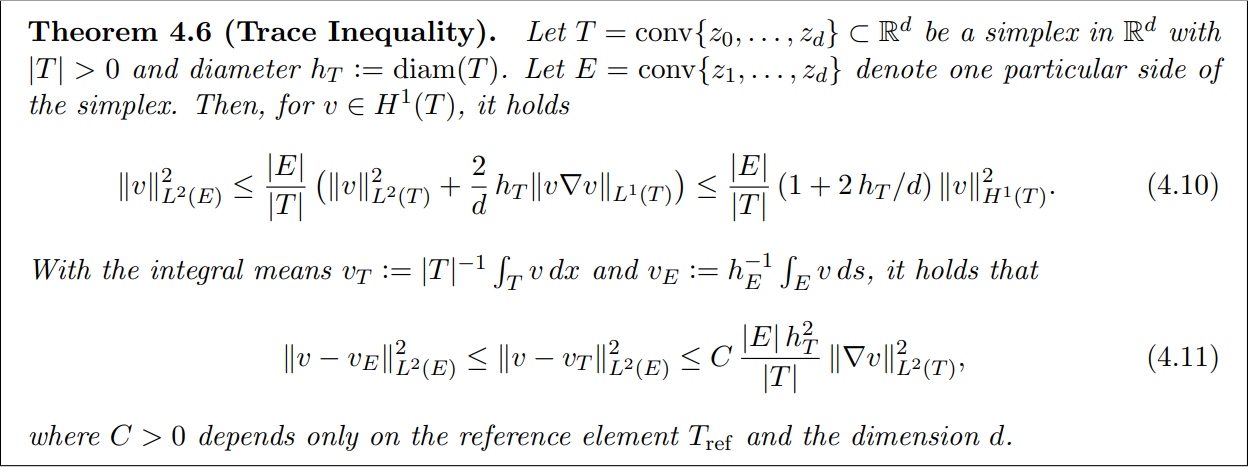 Theorem 4.6 (Trace Inequality). Let T = conv{z₀, . . . , z_d} ⊂ ℝᵈ be a simplex in ℝᵈ with
|T| > 0 and diameter h_T := diam(T). Let E = conv{z₁, . . . , z_d} denote one particular side of
the simplex. Then, for v ∈ H¹(T), it holds
‖v‖²_{L²(E)} ≤ |E|/|T| (‖v‖²_{L²(T)} + 2/d h_T‖v∇v‖_{L¹(T)}) ≤ |E|/|T| (1 + 2 h_T/d) ‖v‖²_{H¹(T)}. (4.10)
With the integral means v_T := |T|⁻¹ ∫_T v dx and v_E := h_E⁻¹ ∫_E v ds, it holds that
‖v − v_E‖²_{L²(E)} ≤ ‖v − v_T‖²_{L²(E)} ≤ C |E| h_T²/|T| ‖∇v‖²_{L²(T)}, (4.11)
where C > 0 depends only on the reference element T_ref and the dimension d.